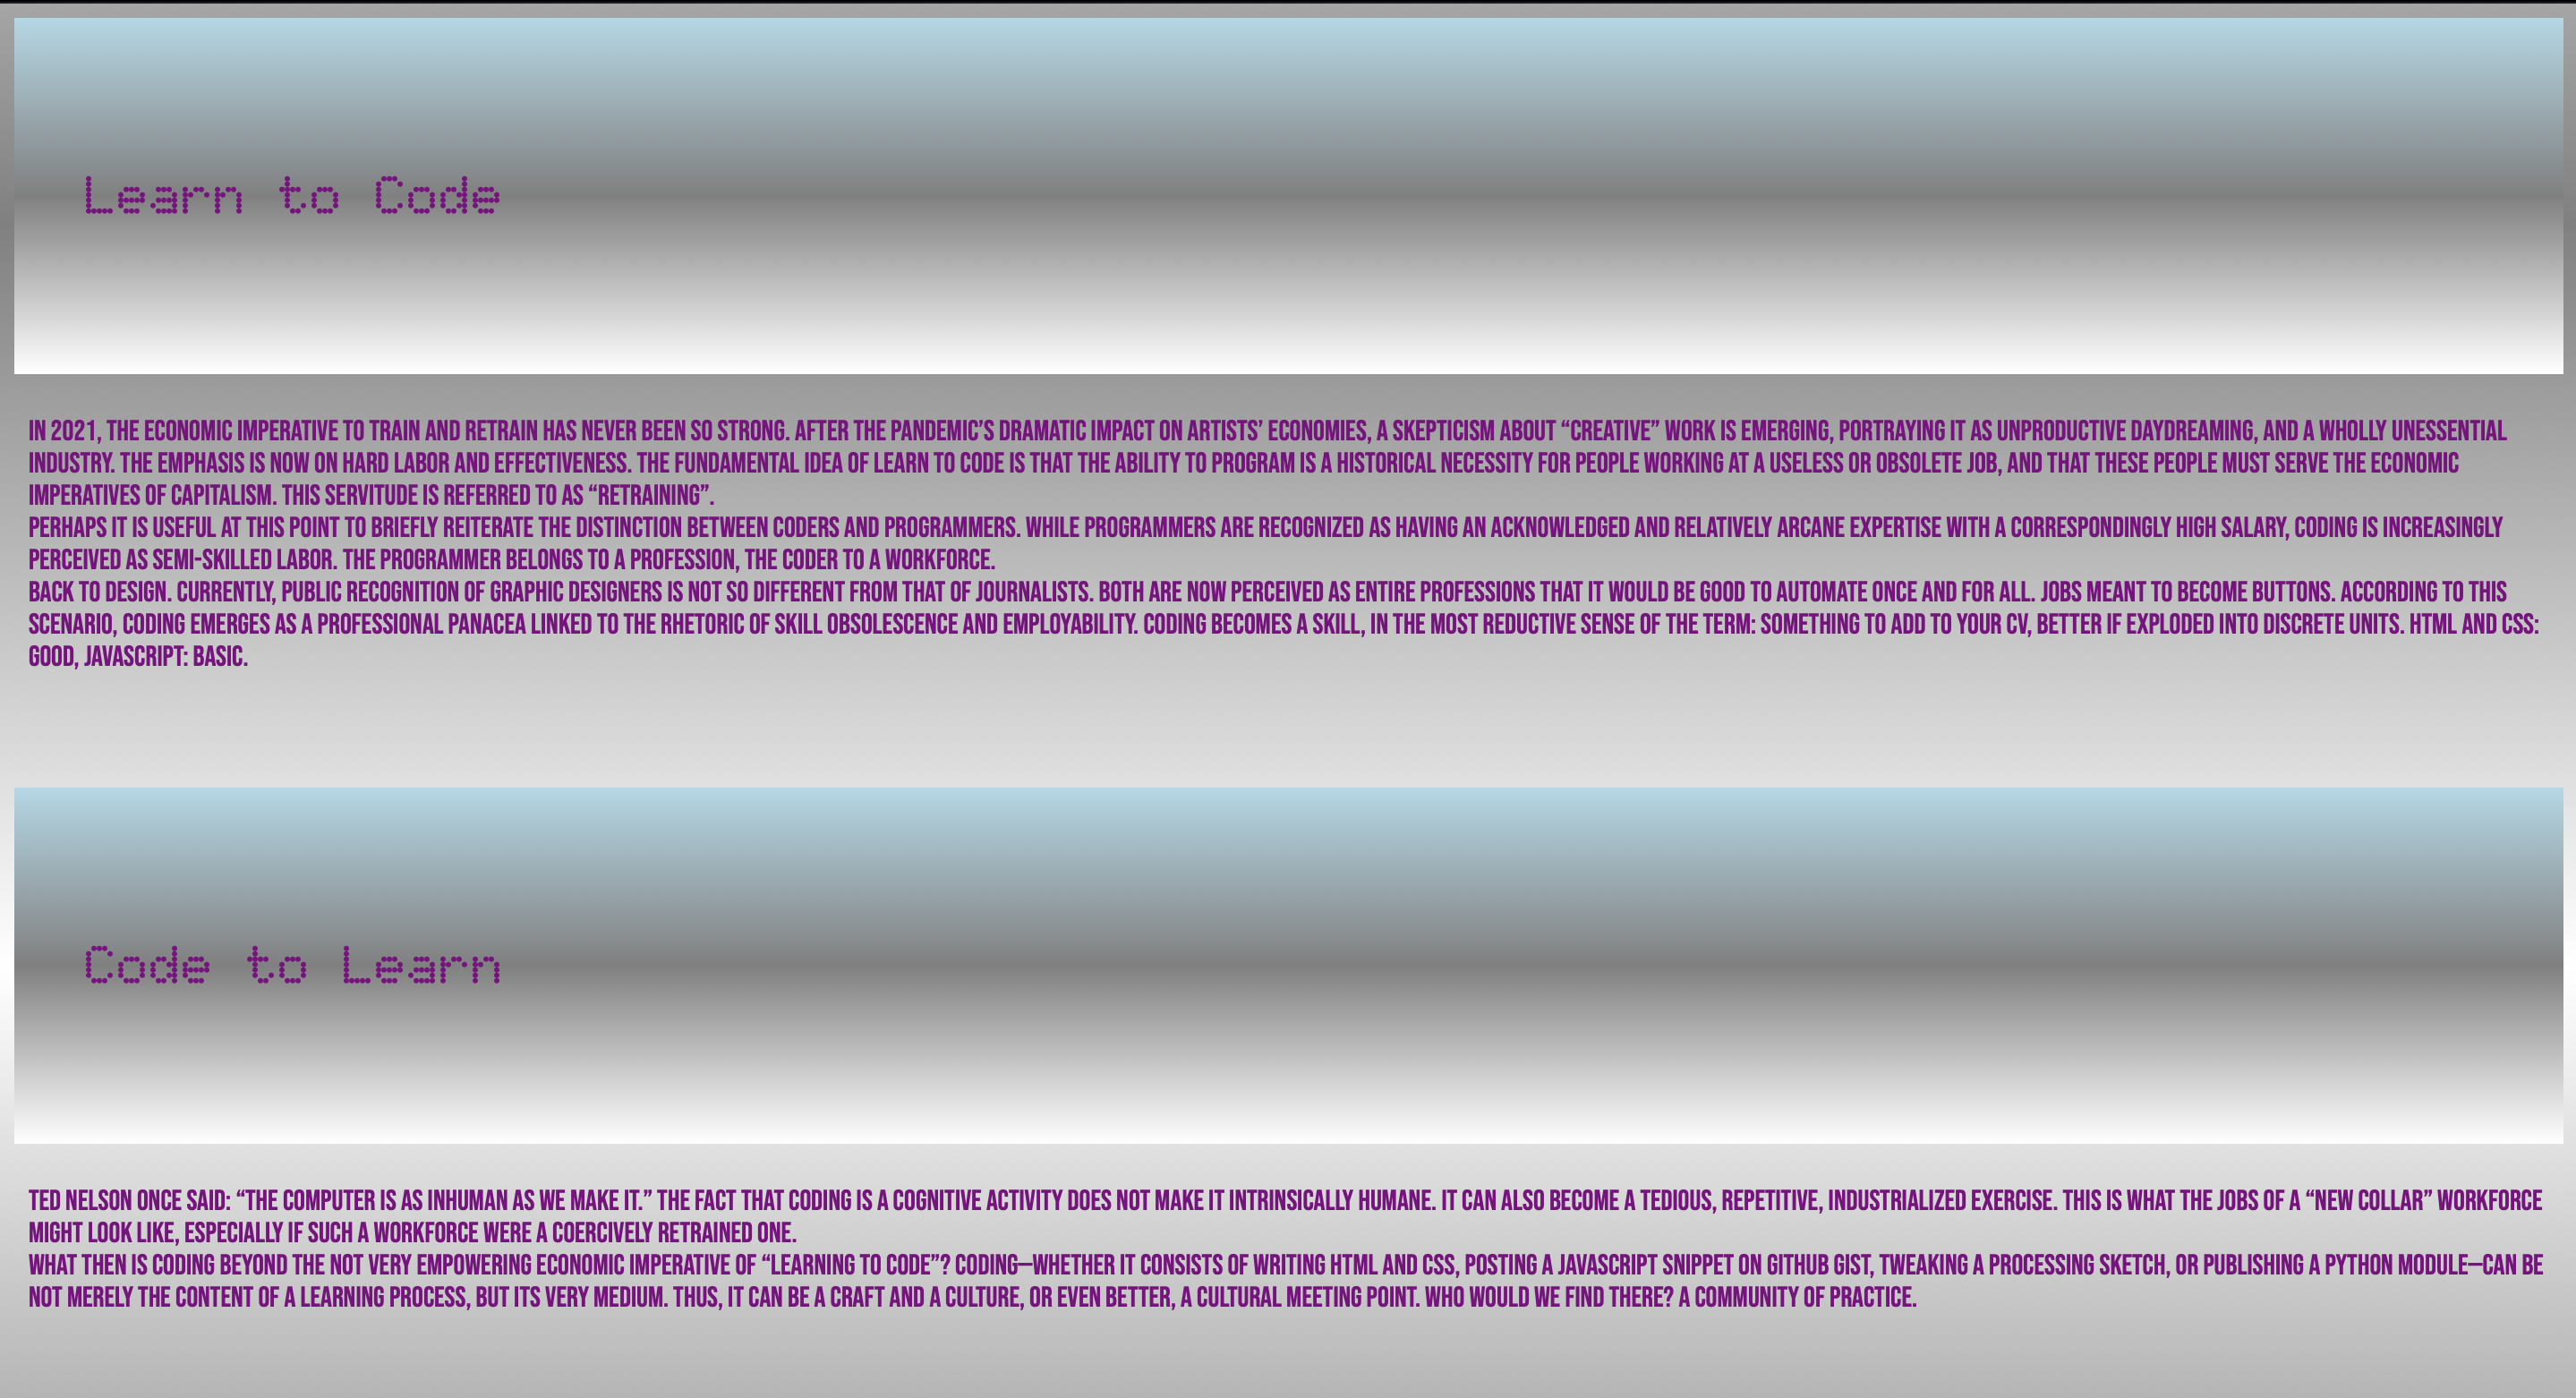 Learn to Code
IN 2021, THE ECONOMIC IMPERATIVE TO TRAIN AND RETRAIN HAS NEVER BEEN SO STRONG. AFTER THE PANDEMIC’S DRAMATIC IMPACT ON ARTISTS’ ECONOMIES, A SKEPTICISM ABOUT “CREATIVE” WORK IS EMERGING, PORTRAYING IT AS UNPRODUCTIVE DAYDREAMING, AND A WHOLLY UNESSENTIAL
INDUSTRY. THE EMPHASIS IS NOW ON HARD LABOR AND EFFECTIVENESS. THE FUNDAMENTAL IDEA OF LEARN TO CODE IS THAT THE ABILITY TO PROGRAM IS A HISTORICAL NECESSITY FOR PEOPLE WORKING AT A USELESS OR OBSOLETE JOB, AND THAT THESE PEOPLE MUST SERVE THE ECONOMIC
IMPERATIVES OF CAPITALISM. THIS SERVITUDE IS REFERRED TO AS “RETRAINING”.
PERHAPS IT IS USEFUL AT THIS POINT TO BRIEFLY REITERATE THE DISTINCTION BETWEEN CODERS AND PROGRAMMERS. WHILE PROGRAMMERS ARE RECOGNIZED AS HAVING AN ACKNOWLEDGED AND RELATIVELY ARCANE EXPERTISE WITH A CORRESPONDINGLY HIGH SALARY, CODING IS INCREASINGLY
PERCEIVED AS SEMI-SKILLED LABOR. THE PROGRAMMER BELONGS TO A PROFESSION, THE CODER TO A WORKFORCE.
BACK TO DESIGN. CURRENTLY, PUBLIC RECOGNITION OF GRAPHIC DESIGNERS IS NOT SO DIFFERENT FROM THAT OF JOURNALISTS. BOTH ARE NOW PERCEIVED AS ENTIRE PROFESSIONS THAT IT WOULD BE GOOD TO AUTOMATE ONCE AND FOR ALL. JOBS MEANT TO BECOME BUTTONS. ACCORDING TO THIS
SCENARIO, CODING EMERGES AS A PROFESSIONAL PANACEA LINKED TO THE RHETORIC OF SKILL OBSOLESCENCE AND EMPLOYABILITY. CODING BECOMES A SKILL, IN THE MOST REDUCTIVE SENSE OF THE TERM: SOMETHING TO ADD TO YOUR CV, BETTER IF EXPLODED INTO DISCRETE UNITS. HTML AND CSS:
GOOD, JAVASCRIPT: BASIC.
Code to Learn
TED NELSON ONCE SAID: “THE COMPUTER IS AS INHUMAN AS WE MAKE IT.” THE FACT THAT CODING IS A COGNITIVE ACTIVITY DOES NOT MAKE IT INTRINSICALLY HUMANE. IT CAN ALSO BECOME A TEDIOUS, REPETITIVE, INDUSTRIALIZED EXERCISE. THIS IS WHAT THE JOBS OF A “NEW COLLAR” WORKFORCE
MIGHT LOOK LIKE, ESPECIALLY IF SUCH A WORKFORCE WERE A COERCIVELY RETRAINED ONE.
WHAT THEN IS CODING BEYOND THE NOT VERY EMPOWERING ECONOMIC IMPERATIVE OF “LEARNING TO CODE”? CODING—WHETHER IT CONSISTS OF WRITING HTML AND CSS, POSTING A JAVASCRIPT SNIPPET ON GITHUB GIST, TWEAKING A PROCESSING SKETCH, OR PUBLISHING A PYTHON MODULE—CAN BE
NOT MERELY THE CONTENT OF A LEARNING PROCESS, BUT ITS VERY MEDIUM. THUS, IT CAN BE A CRAFT AND A CULTURE, OR EVEN BETTER, A CULTURAL MEETING POINT. WHO WOULD WE FIND THERE? A COMMUNITY OF PRACTICE.